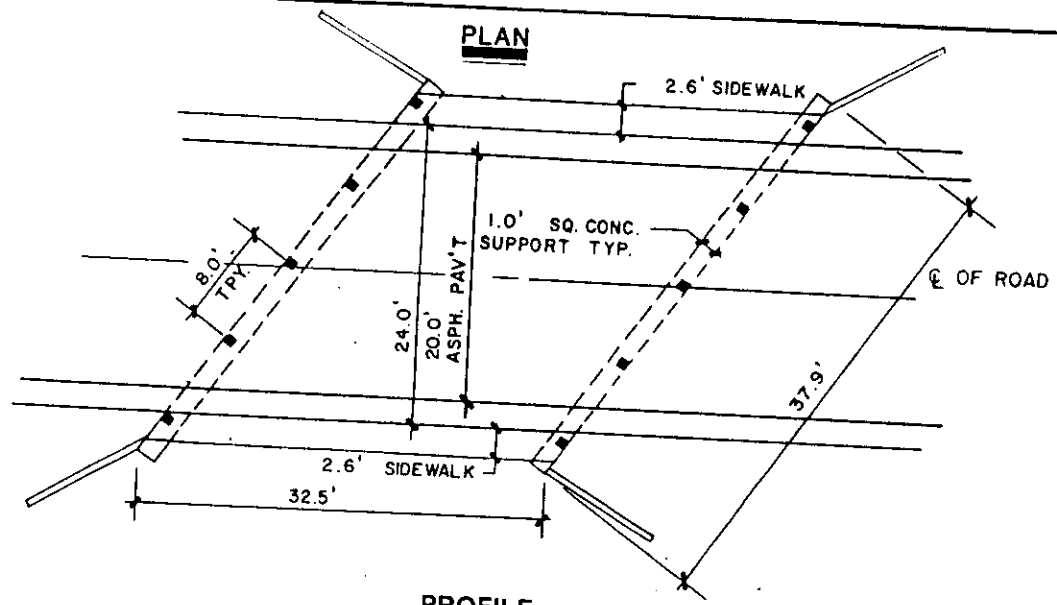 PLAN
2.6' SIDEWALK
1.0' SQ. CONC.
SUPPORT TYP.
8.0'
TPY.
24.0'
20.0'
ASPH. PAV'T
℄ OF ROAD
37.9'
2.6' SIDEWALK
32.5'
PROFILE